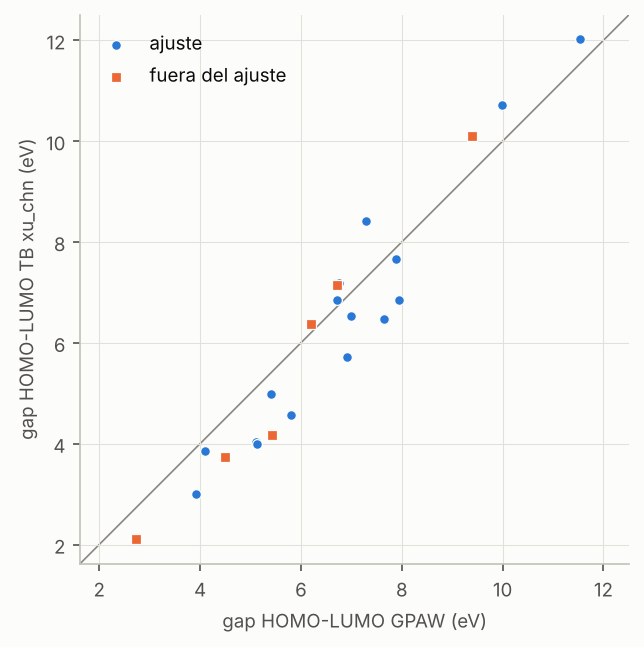 ajuste
fuera del ajuste
12
10
8
6
4
2
gap HOMO-LUMO TB xu_chn (eV)
2 4 6 8 10 12
gap HOMO-LUMO GPAW (eV)